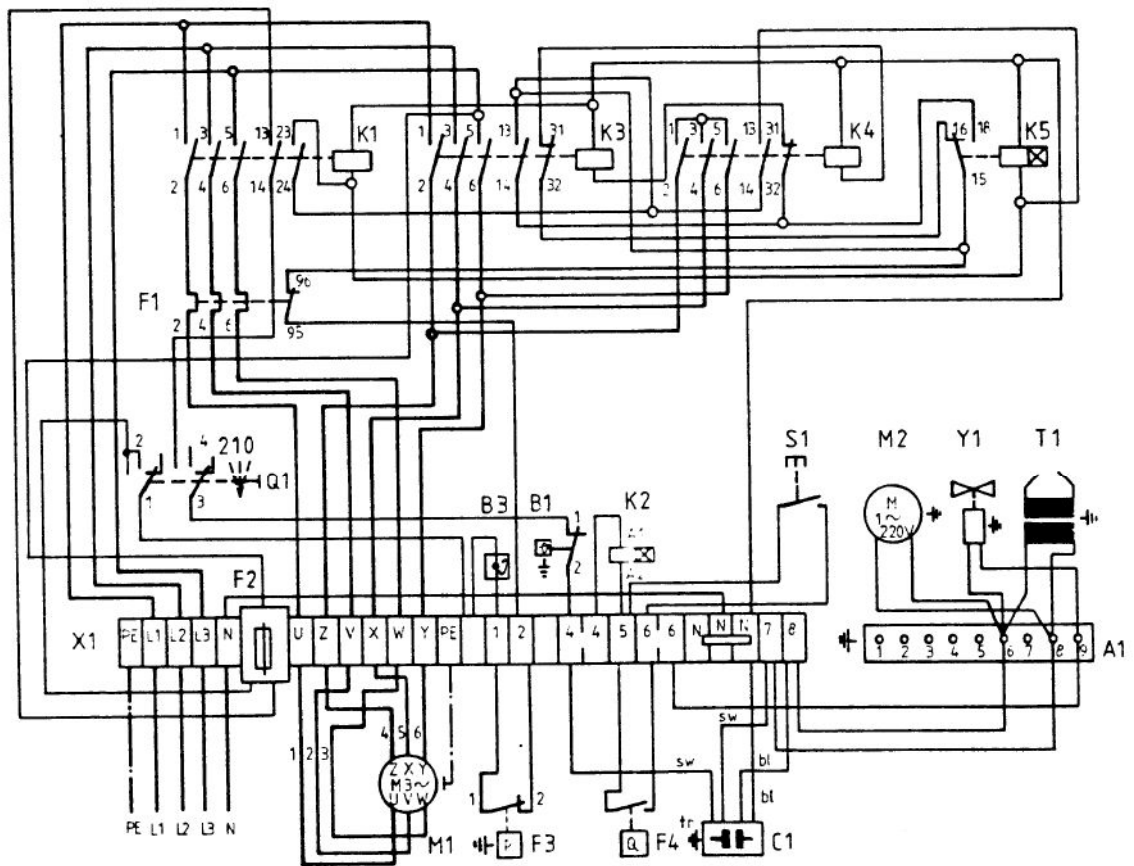 1 3 5 13 23 K1 1 3 5 13 31 K3 1 3 5 13 31 K4 16 18 K5
2 4 6 14 24 2 4 6 14 32 2 4 6 14 32 15
F1 96
2 4 6 95
2 4 210 Q1
1 3
B3 B1 1 K2 S1 M2 Y1 T1
2
M
1~
220V
F2
X1 PE L1 L2 L3 N U Z V X W Y PE 1 2 4 4 5 6 6 N N N 7 8
1 2 3 4 5 6 7 8 9 A1
sw
1 2 3 4 5 6
Z X Y
M3~
U V W
sw bl
1 2
bl
PE L1 L2 L3 N M1 P F3 Q F4 tr C1